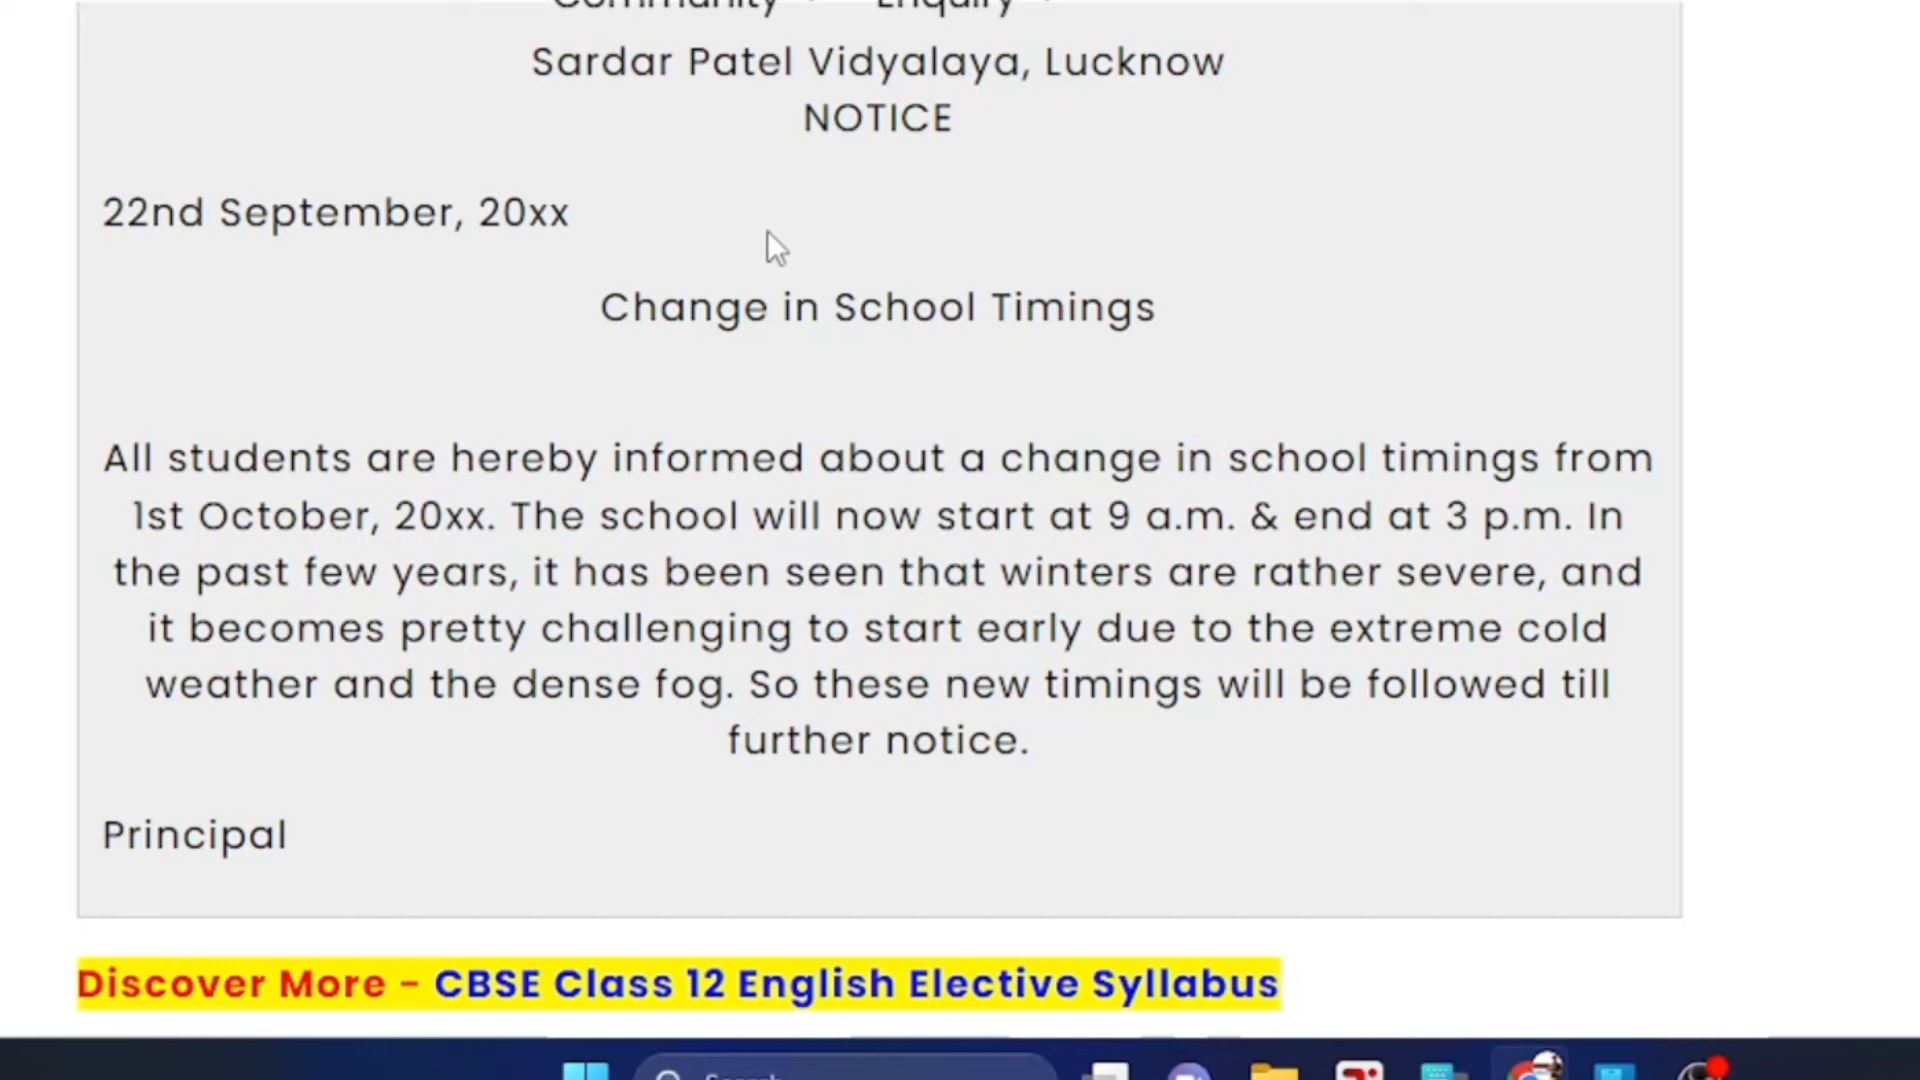 Community Enquiry
Sardar Patel Vidyalaya, Lucknow
NOTICE
22nd September, 20xx
Change in School Timings
All students are hereby informed about a change in school timings from
1st October, 20xx. The school will now start at 9 a.m. & end at 3 p.m. In
the past few years, it has been seen that winters are rather severe, and
it becomes pretty challenging to start early due to the extreme cold
weather and the dense fog. So these new timings will be followed till
further notice.
Principal
Discover More - CBSE Class 12 English Elective Syllabus
Search